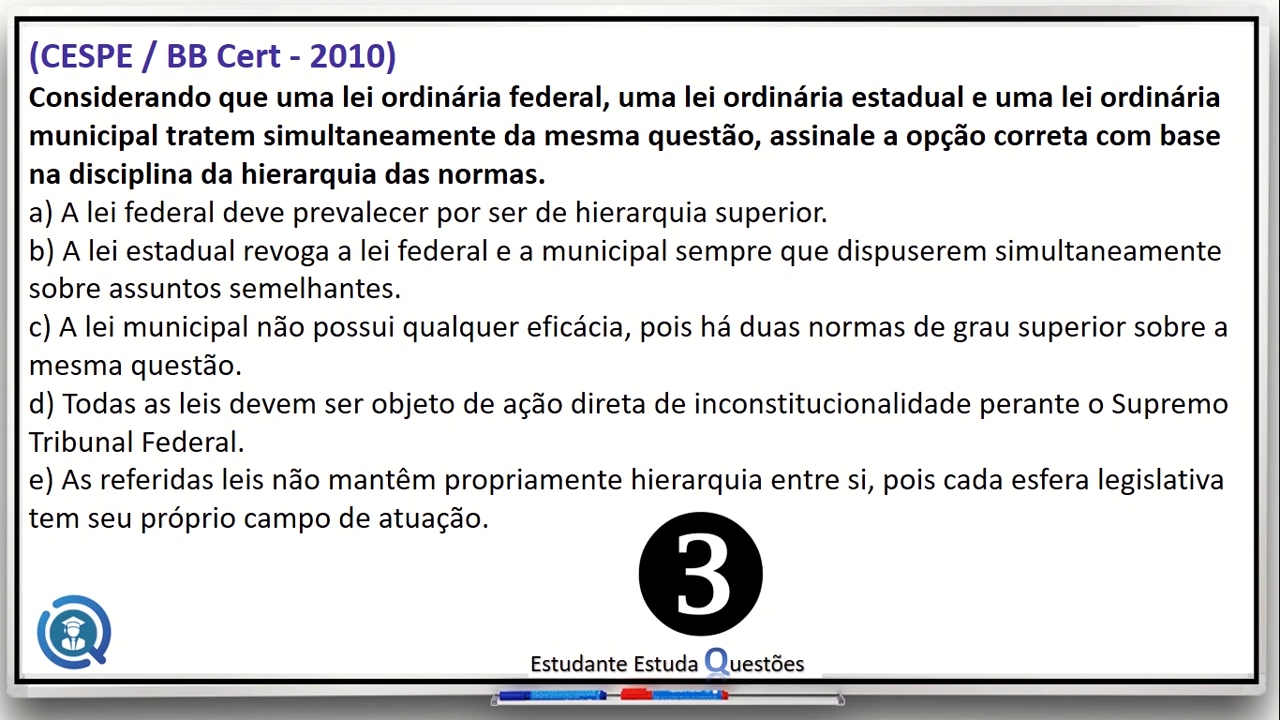 (CESPE / BB Cert - 2010)
Considerando que uma lei ordinária federal, uma lei ordinária estadual e uma lei ordinária
municipal tratem simultaneamente da mesma questão, assinale a opção correta com base
na disciplina da hierarquia das normas.
a) A lei federal deve prevalecer por ser de hierarquia superior.
b) A lei estadual revoga a lei federal e a municipal sempre que dispuserem simultaneamente
sobre assuntos semelhantes.
c) A lei municipal não possui qualquer eficácia, pois há duas normas de grau superior sobre a
mesma questão.
d) Todas as leis devem ser objeto de ação direta de inconstitucionalidade perante o Supremo
Tribunal Federal.
e) As referidas leis não mantêm propriamente hierarquia entre si, pois cada esfera legislativa
tem seu próprio campo de atuação.
3
Estudante Estuda Questões